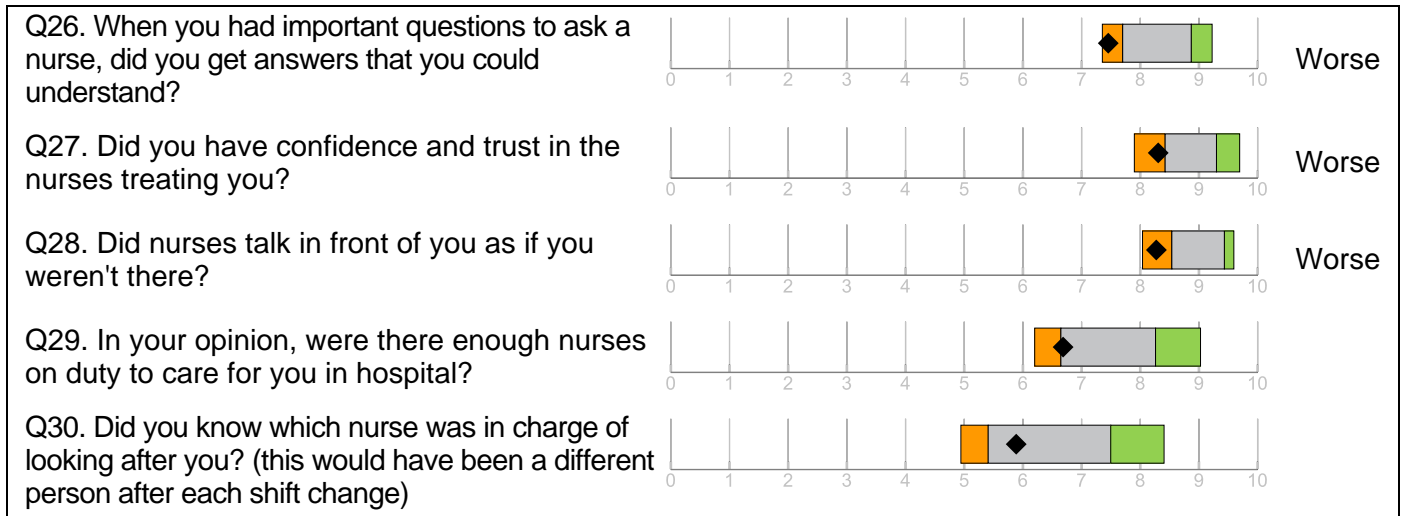 Q26. When you had important questions to ask a
nurse, did you get answers that you could
understand?
0 1 2 3 4 5 6 7 8 9 10
Worse
Q27. Did you have confidence and trust in the
nurses treating you?
0 1 2 3 4 5 6 7 8 9 10
Worse
Q28. Did nurses talk in front of you as if you
weren't there?
0 1 2 3 4 5 6 7 8 9 10
Worse
Q29. In your opinion, were there enough nurses
on duty to care for you in hospital?
0 1 2 3 4 5 6 7 8 9 10
Q30. Did you know which nurse was in charge of
looking after you? (this would have been a different
person after each shift change)
0 1 2 3 4 5 6 7 8 9 10